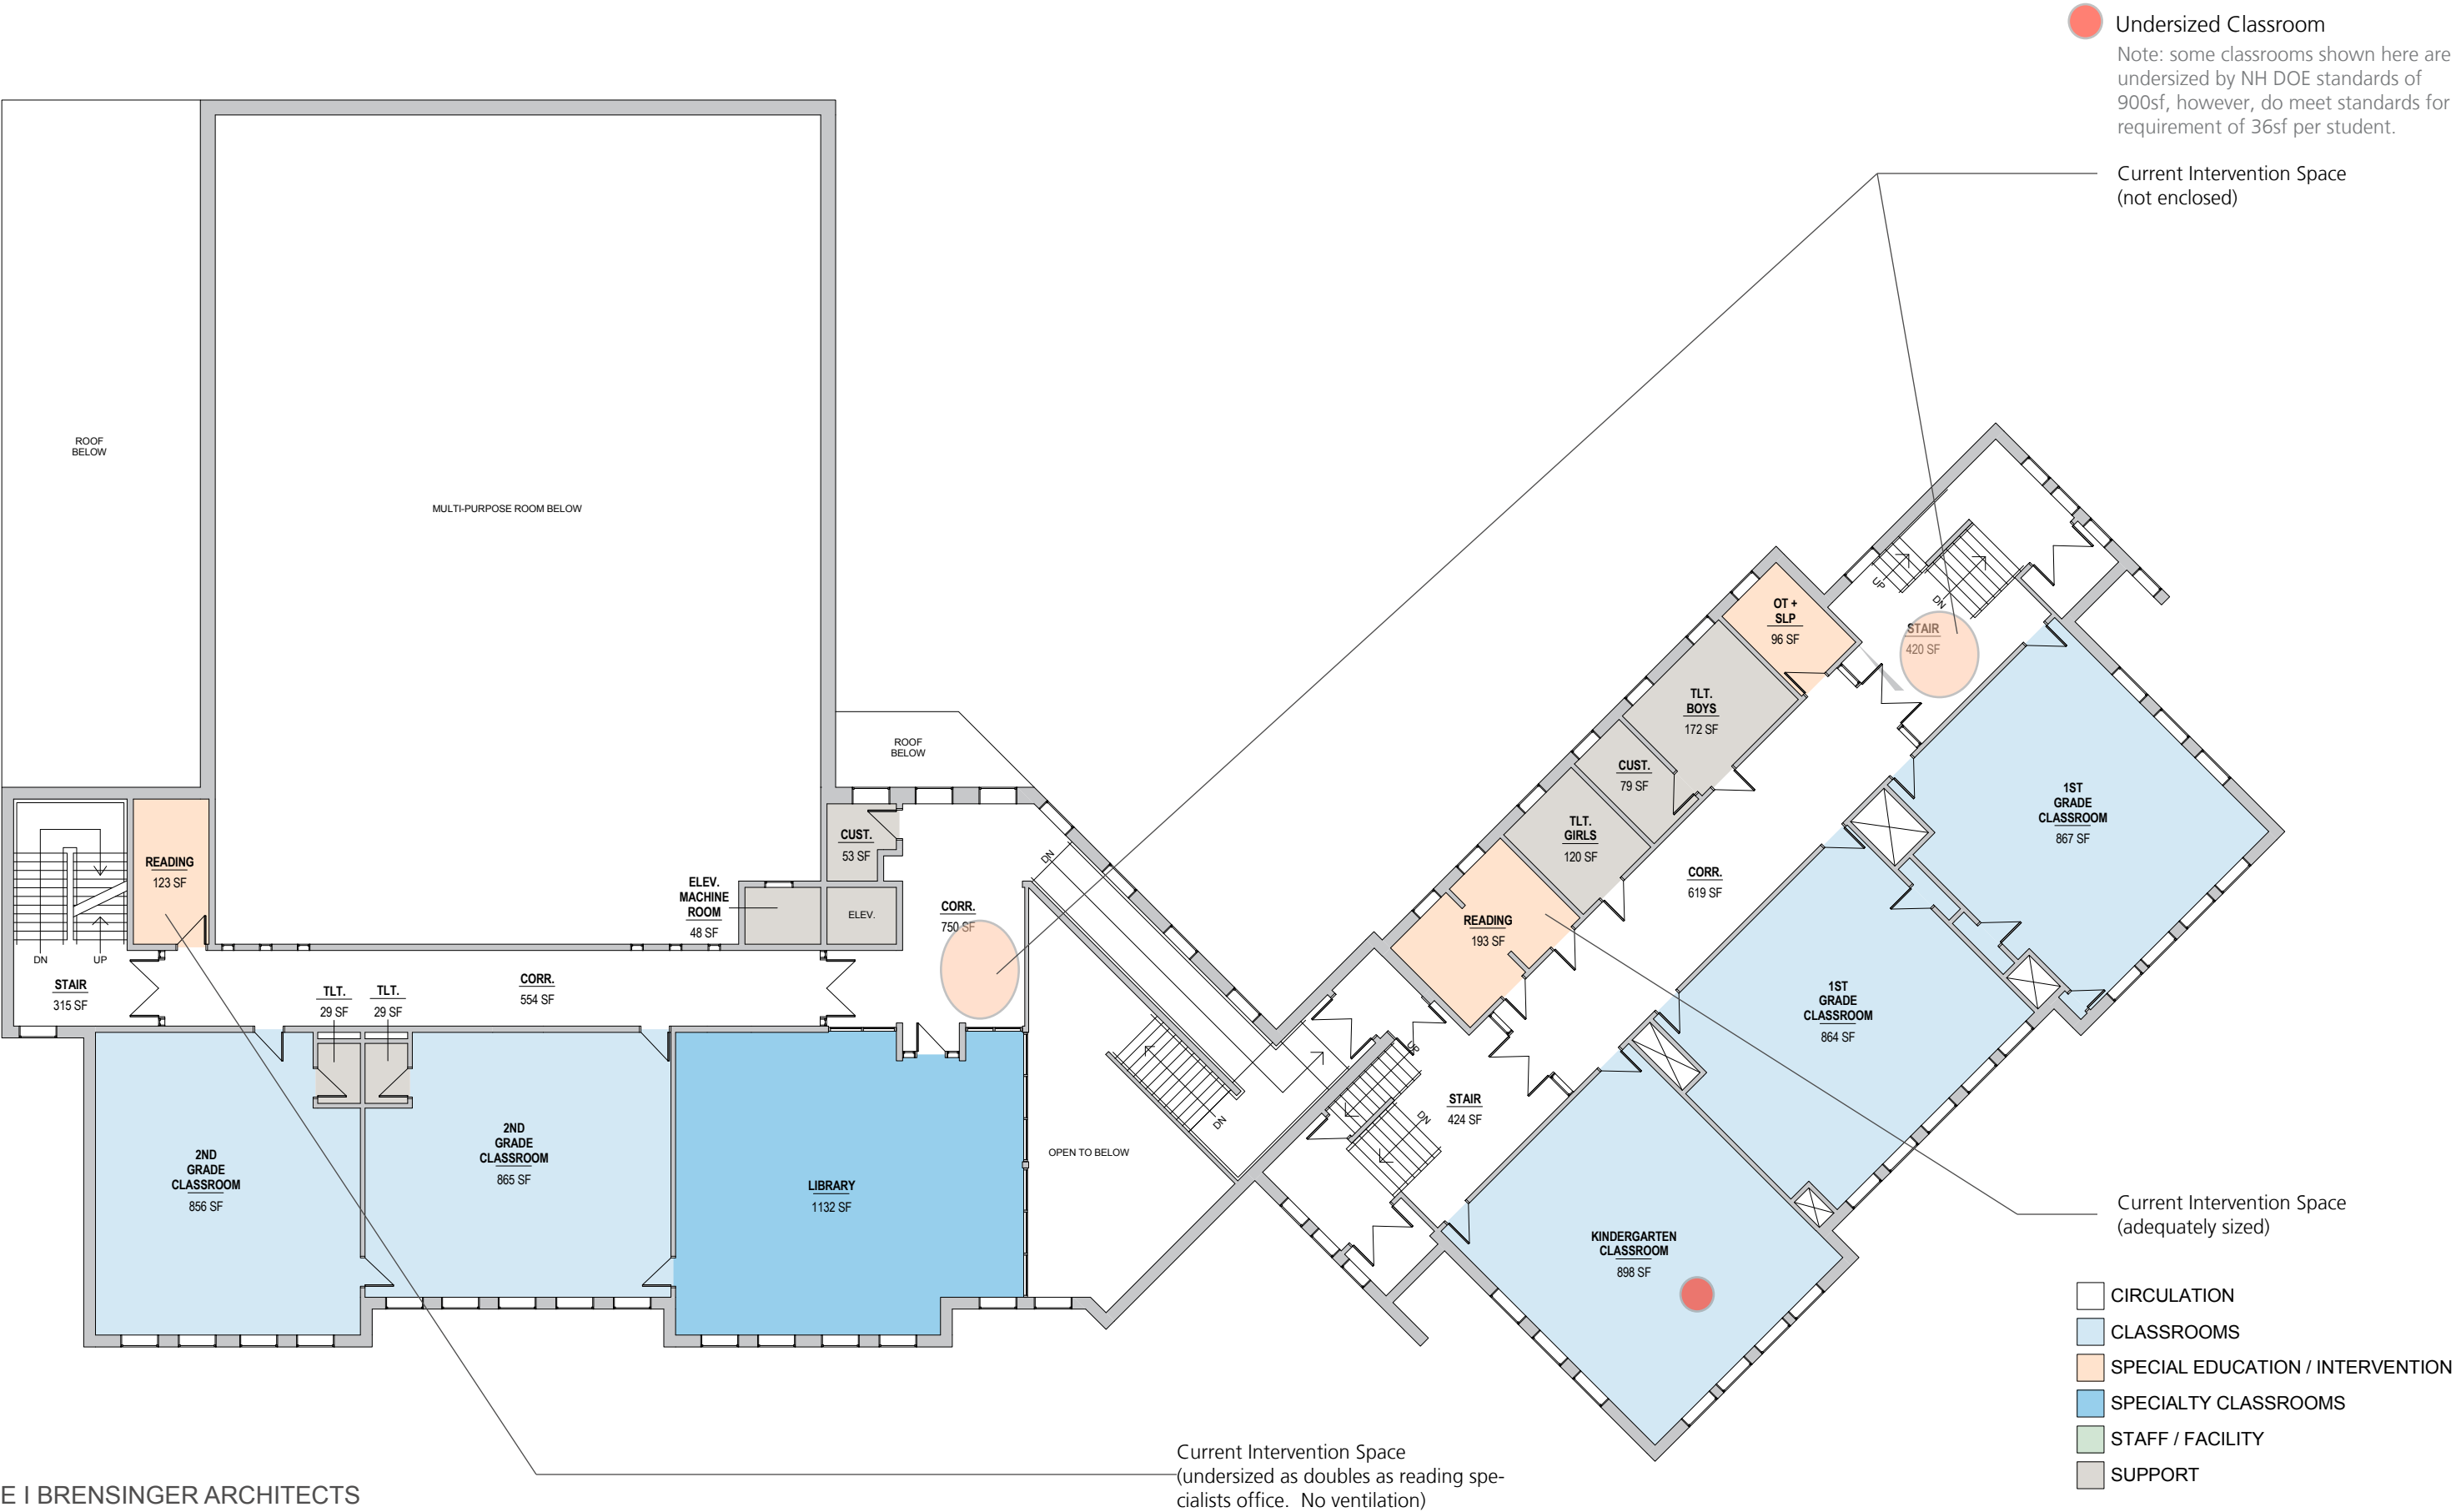 Undersized Classroom
Note: some classrooms shown here are
undersized by NH DOE standards of
900sf, however, do meet standards for
requirement of 36sf per student.
Current Intervention Space
(not enclosed)
ROOF
BELOW
MULTI-PURPOSE ROOM BELOW
ROOF
BELOW
OT +
SLP
96 SF
UP
DN
STAIR
420 SF
TLT.
BOYS
172 SF
CUST.
79 SF
TLT.
GIRLS
120 SF
1ST
GRADE
CLASSROOM
867 SF
READING
123 SF
CUST.
53 SF
DN
ELEV.
MACHINE
ROOM
48 SF
ELEV.
CORR.
750 SF
CORR.
619 SF
READING
193 SF
DN
UP
STAIR
315 SF
CORR.
554 SF
TLT.
29 SF
TLT.
29 SF
1ST
GRADE
CLASSROOM
864 SF
UP
DN
DN
STAIR
424 SF
OPEN TO BELOW
2ND
GRADE
CLASSROOM
856 SF
2ND
GRADE
CLASSROOM
865 SF
LIBRARY
1132 SF
KINDERGARTEN
CLASSROOM
898 SF
Current Intervention Space
(adequately sized)
CIRCULATION
CLASSROOMS
SPECIAL EDUCATION / INTERVENTION
SPECIALTY CLASSROOMS
STAFF / FACILITY
SUPPORT
Current Intervention Space
(undersized as doubles as reading spe-
cialists office.  No ventilation)
E I BRENSINGER ARCHITECTS